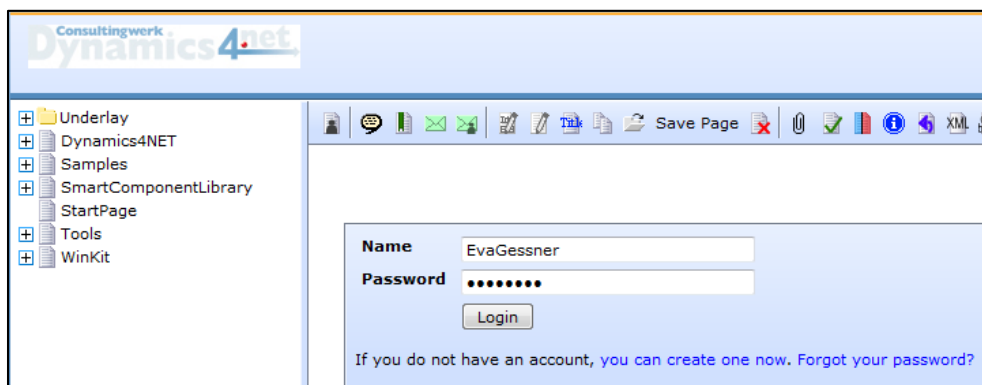 Consultingwerk
Dynamics4.net
Underlay
Dynamics4NET
Samples
SmartComponentLibrary
StartPage
Tools
WinKit
Save Page
XML
Name EvaGessner
Password ••••••••
Login
If you do not have an account, you can create one now. Forgot your password?